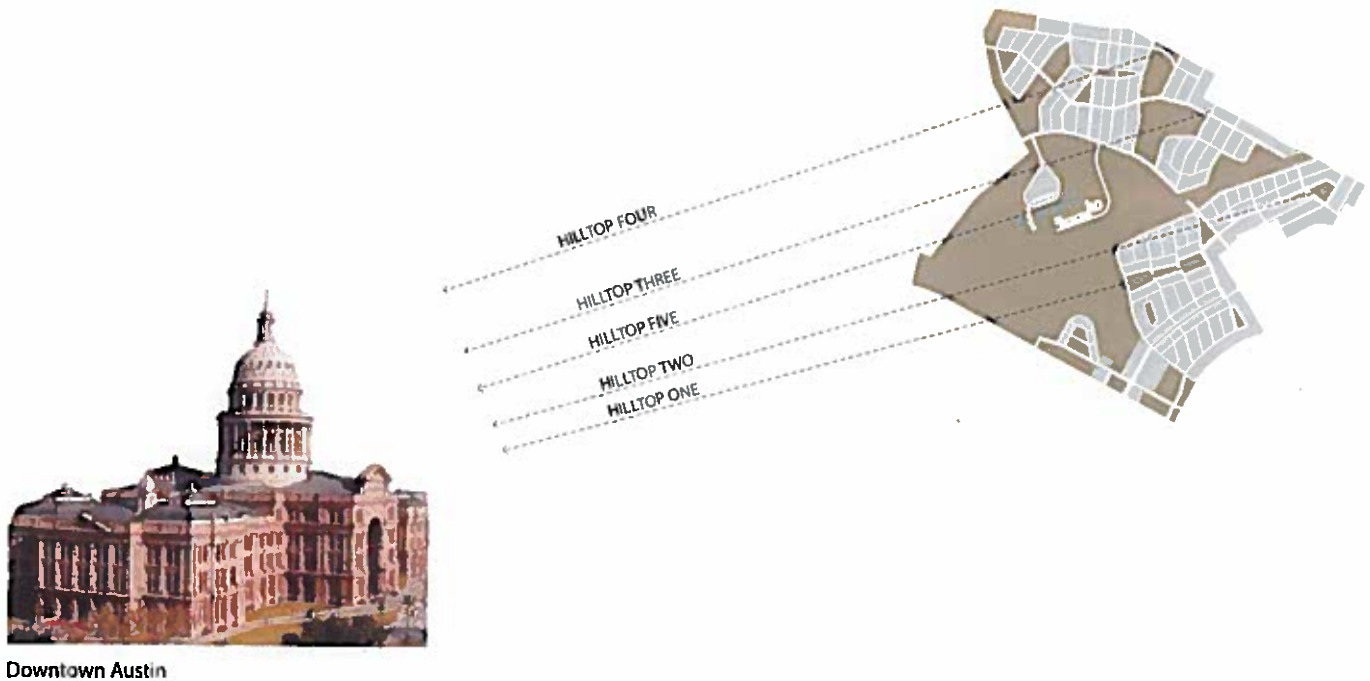 HILLTOP FOUR
HILLTOP THREE
HILLTOP FIVE
HILLTOP TWO
HILLTOP ONE
Downtown Austin